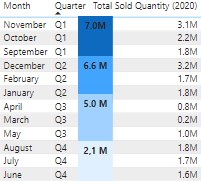 Month Quarter Total Sold Quantity (2020)
November Q1 7.0M 3.1M
October Q1 2.2M
September Q1 1.8M
December Q2 6.6 M 3.2M
February Q2 1.7M
January Q2 1.8M
April Q3 5.0 M 0.8M
March Q3 0.2M
May Q3 1.0M
August Q4 2,1 M 1.8M
July Q4 1.7M
June Q4 1.6M